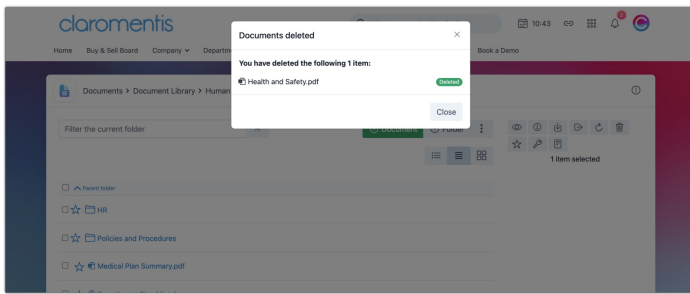 claromentis
10:43
2
Home Buy & Sell Board Company Departm
Book a Demo
Documents deleted
You have deleted the following 1 item:
Health and Safety.pdf
Deleted
Close
Documents > Document Library > Human
Filter the current folder
Document
Folder
1 item selected
Parent folder
HR
Policies and Procedures
Medical Plan Summary.pdf